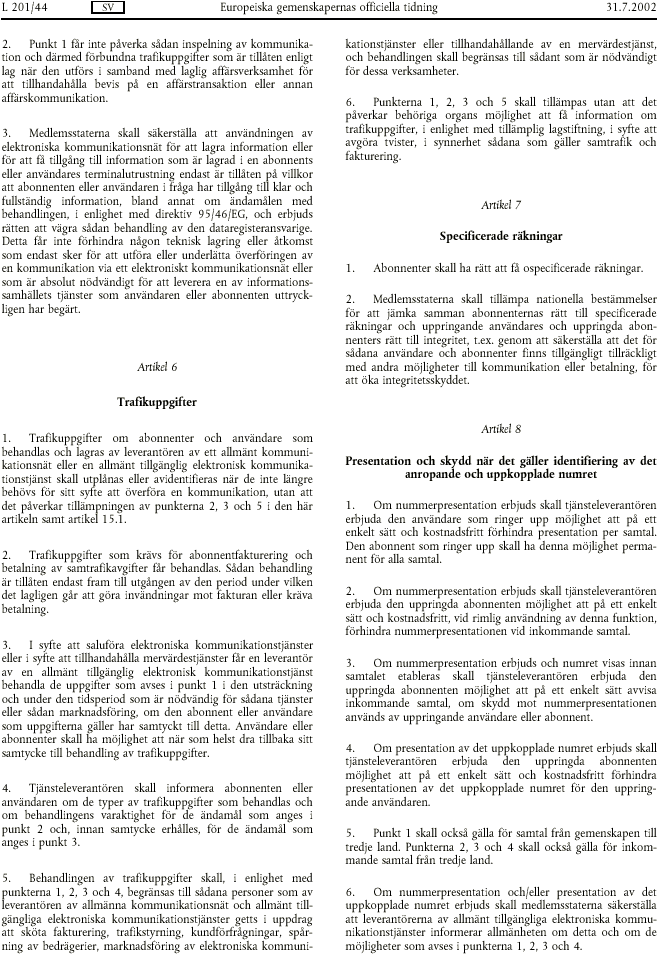 L 201/44
SV
Europeiska gemenskapernas officiella tidning
31.7.2002
2. Punkt 1 får inte påverka sådan inspelning av kommunika-
tion och därmed förbundna trafikuppgifter som är tillåten enligt
lag när den utförs i samband med laglig affärsverksamhet för
att tillhandahålla bevis på en affärstransaktion eller annan
affärskommunikation.
3. Medlemsstaterna skall säkerställa att användningen av
elektroniska kommunikationsnät för att lagra information eller
för att få tillgång till information som är lagrad i en abonnents
eller användares terminalutrustning endast är tillåten på villkor
att abonnenten eller användaren i fråga har tillgång till klar och
fullständig information, bland annat om ändamålen med
behandlingen, i enlighet med direktiv 95/46/EG, och erbjuds
rätten att vägra sådan behandling av den dataregisteransvarige.
Detta får inte förhindra någon teknisk lagring eller åtkomst
som endast sker för att utföra eller underlätta överföringen av
en kommunikation via ett elektroniskt kommunikationsnät eller
som är absolut nödvändigt för att leverera en av informations-
samhällets tjänster som användaren eller abonnenten uttryck-
ligen har begärt.
Artikel 6
Trafikuppgifter
1. Trafikuppgifter om abonnenter och användare som
behandlas och lagras av leverantören av ett allmänt kommuni-
kationsnät eller en allmänt tillgänglig elektronisk kommunika-
tionstjänst skall utplånas eller avidentifieras när de inte längre
behövs för sitt syfte att överföra en kommunikation, utan att
det påverkar tillämpningen av punkterna 2, 3 och 5 i den här
artikeln samt artikel 15.1.
2. Trafikuppgifter som krävs för abonnentfakturering och
betalning av samtrafikavgifter får behandlas. Sådan behandling
är tillåten endast fram till utgången av den period under vilken
det lagligen går att göra invändningar mot fakturan eller kräva
betalning.
3. I syfte att saluföra elektroniska kommunikationstjänster
eller i syfte att tillhandahålla mervärdestjänster får en leverantör
av en allmänt tillgänglig elektronisk kommunikationstjänst
behandla de uppgifter som avses i punkt 1 i den utsträckning
och under den tidsperiod som är nödvändig för sådana tjänster
eller sådan marknadsföring, om den abonnent eller användare
som uppgifterna gäller har samtyckt till detta. Användare eller
abonnenter skall ha möjlighet att när som helst dra tillbaka sitt
samtycke till behandling av trafikuppgifter.
4. Tjänsteleverantören skall informera abonnenten eller
användaren om de typer av trafikuppgifter som behandlas och
om behandlingens varaktighet för de ändamål som anges i
punkt 2 och, innan samtycke erhålles, för de ändamål som
anges i punkt 3.
5. Behandlingen av trafikuppgifter skall, i enlighet med
punkterna 1, 2, 3 och 4, begränsas till sådana personer som av
leverantören av allmänna kommunikationsnät och allmänt till-
gängliga elektroniska kommunikationstjänster getts i uppdrag
att sköta fakturering, trafikstyrning, kundförfrågningar, spår-
ning av bedrägerier, marknadsföring av elektroniska kommuni-
kationstjänster eller tillhandahållande av en mervärdestjänst,
och behandlingen skall begränsas till sådant som är nödvändigt
för dessa verksamheter.
6. Punkterna 1, 2, 3 och 5 skall tillämpas utan att det
påverkar behöriga organs möjlighet att få information om
trafikuppgifter, i enlighet med tillämplig lagstiftning, i syfte att
avgöra tvister, i synnerhet sådana som gäller samtrafik och
fakturering.
Artikel 7
Specificerade räkningar
1. Abonnenter skall ha rätt att få ospecificerade räkningar.
2. Medlemsstaterna skall tillämpa nationella bestämmelser
för att jämka samman abonnenternas rätt till specificerade
räkningar och uppringande användares och uppringda abon-
nenters rätt till integritet, t.ex. genom att säkerställa att det för
sådana användare och abonnenter finns tillgängligt tillräckligt
med andra möjligheter till kommunikation eller betalning, för
att öka integritetsskyddet.
Artikel 8
Presentation och skydd när det gäller identifiering av det
anropande och uppkopplade numret
1. Om nummerpresentation erbjuds skall tjänsteleverantören
erbjuda den användare som ringer upp möjlighet att på ett
enkelt sätt och kostnadsfritt förhindra presentation per samtal.
Den abonnent som ringer upp skall ha denna möjlighet perma-
nent för alla samtal.
2. Om nummerpresentation erbjuds skall tjänsteleverantören
erbjuda den uppringda abonnenten möjlighet att på ett enkelt
sätt och kostnadsfritt, vid rimlig användning av denna funktion,
förhindra nummerpresentationen vid inkommande samtal.
3. Om nummerpresentation erbjuds och numret visas innan
samtalet etableras skall tjänsteleverantören erbjuda den
uppringda abonnenten möjlighet att på ett enkelt sätt avvisa
inkommande samtal, om skydd mot nummerpresentationen
används av uppringande användare eller abonnent.
4. Om presentation av det uppkopplade numret erbjuds skall
tjänsteleverantören erbjuda den uppringda abonnenten
möjlighet att på ett enkelt sätt och kostnadsfritt förhindra
presentationen av det uppkopplade numret för den uppring-
ande användaren.
5. Punkt 1 skall också gälla för samtal från gemenskapen till
tredje land. Punkterna 2, 3 och 4 skall också gälla för inkom-
mande samtal från tredje land.
6. Om nummerpresentation och/eller presentation av det
uppkopplade numret erbjuds skall medlemsstaterna säkerställa
att leverantörerna av allmänt tillgängliga elektroniska kommu-
nikationstjänster informerar allmänheten om detta och om de
möjligheter som avses i punkterna 1, 2, 3 och 4.